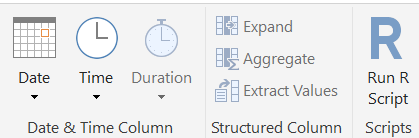 Date
Time
Duration
Date & Time Column
Expand
Aggregate
Extract Values
Structured Column
R
Run R
Script
Scripts